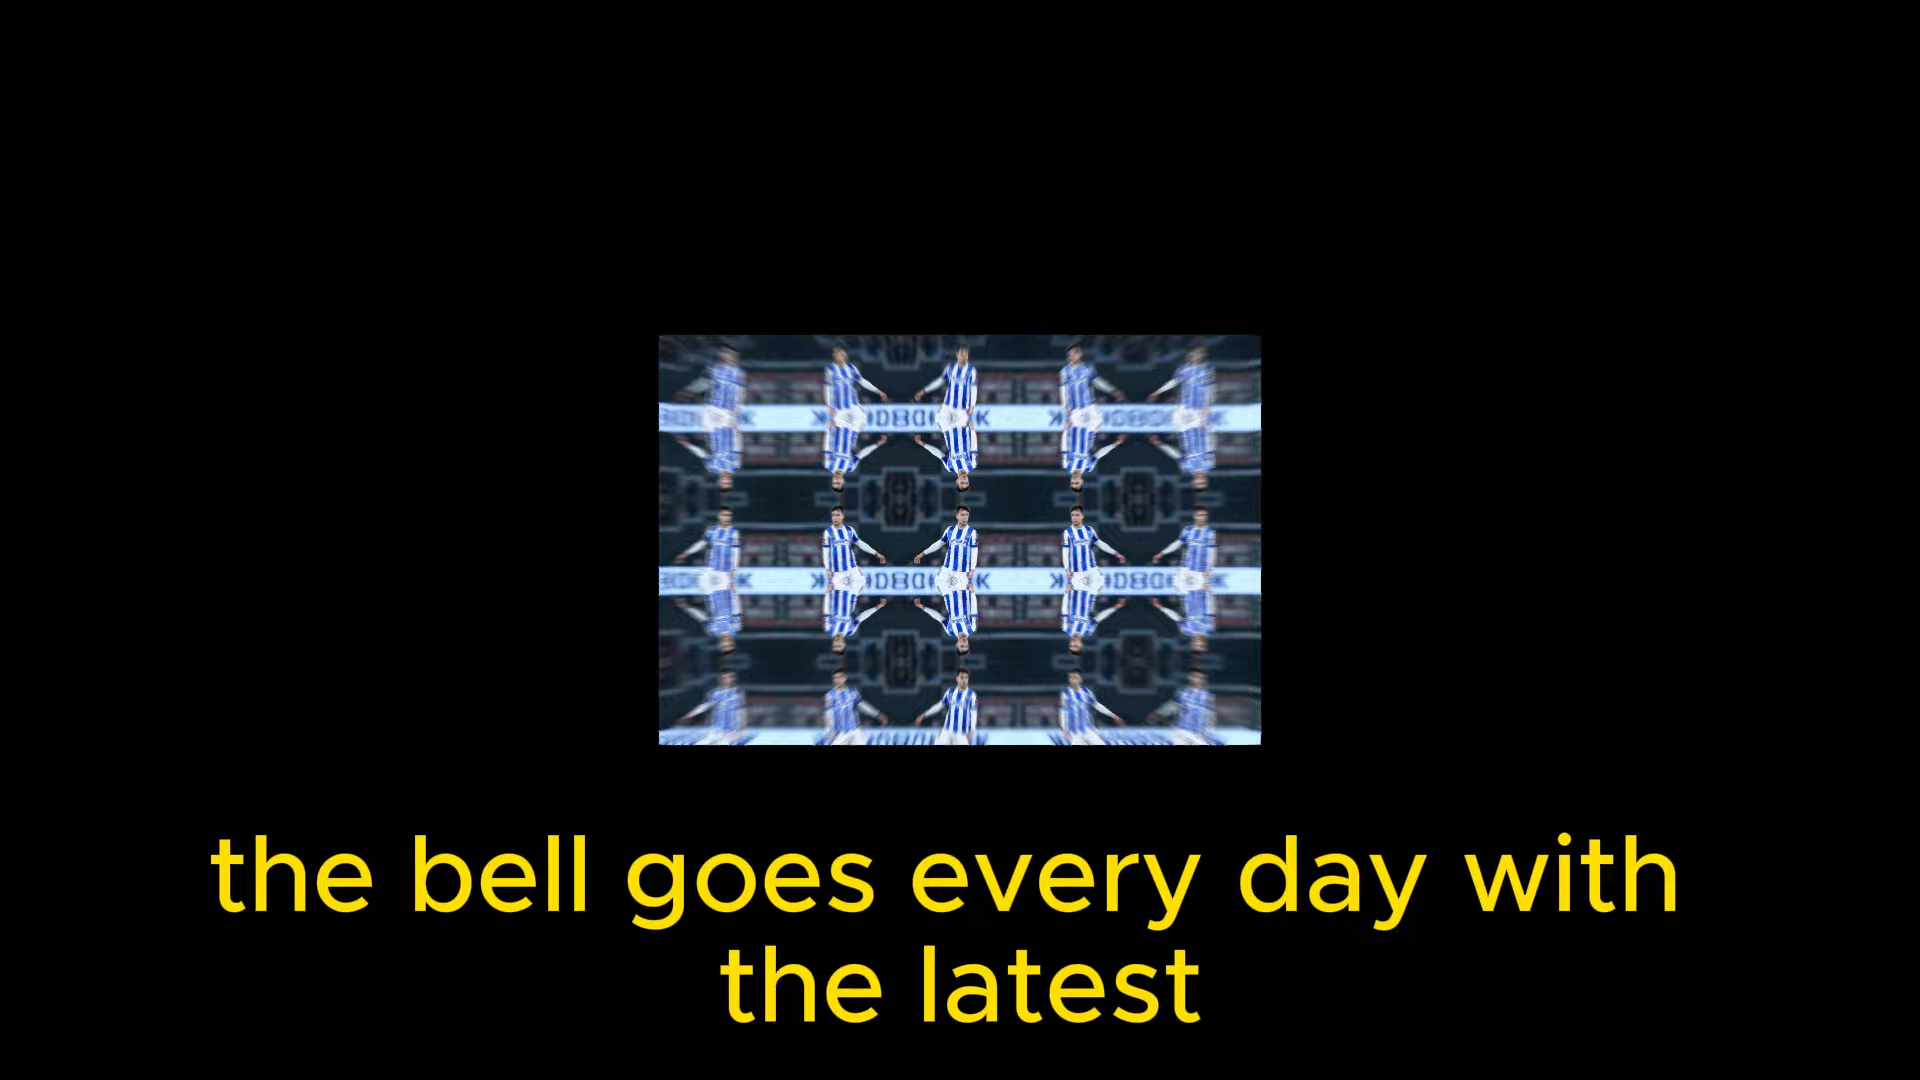 the bell goes every day with
the latest